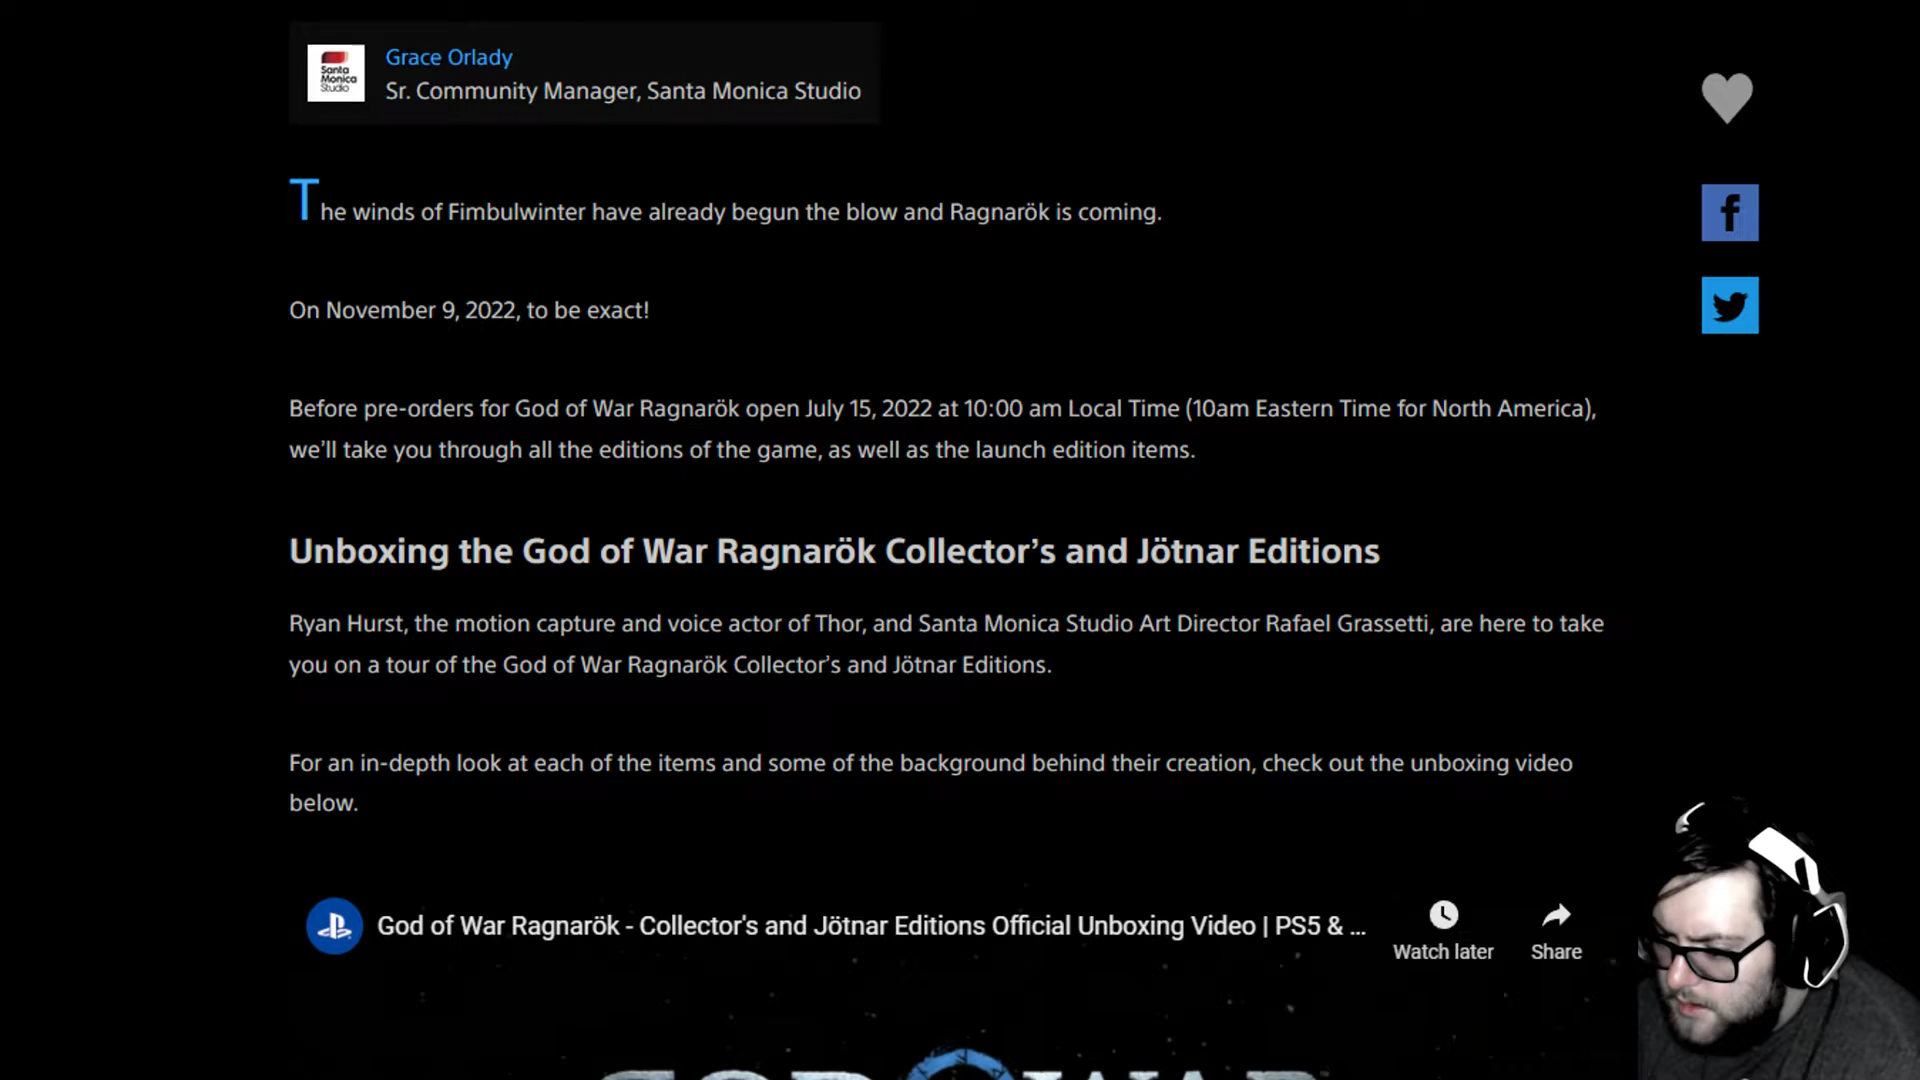 Santa
Monica
Studio
Grace Orlady
Sr. Community Manager, Santa Monica Studio
The winds of Fimbulwinter have already begun the blow and Ragnarök is coming.
On November 9, 2022, to be exact!
Before pre-orders for God of War Ragnarök open July 15, 2022 at 10:00 am Local Time (10am Eastern Time for North America),
we’ll take you through all the editions of the game, as well as the launch edition items.
Unboxing the God of War Ragnarök Collector’s and Jötnar Editions
Ryan Hurst, the motion capture and voice actor of Thor, and Santa Monica Studio Art Director Rafael Grassetti, are here to take
you on a tour of the God of War Ragnarök Collector’s and Jötnar Editions.
For an in-depth look at each of the items and some of the background behind their creation, check out the unboxing video
below.
God of War Ragnarök - Collector's and Jötnar Editions Official Unboxing Video | PS5 & ...
Watch later
Share